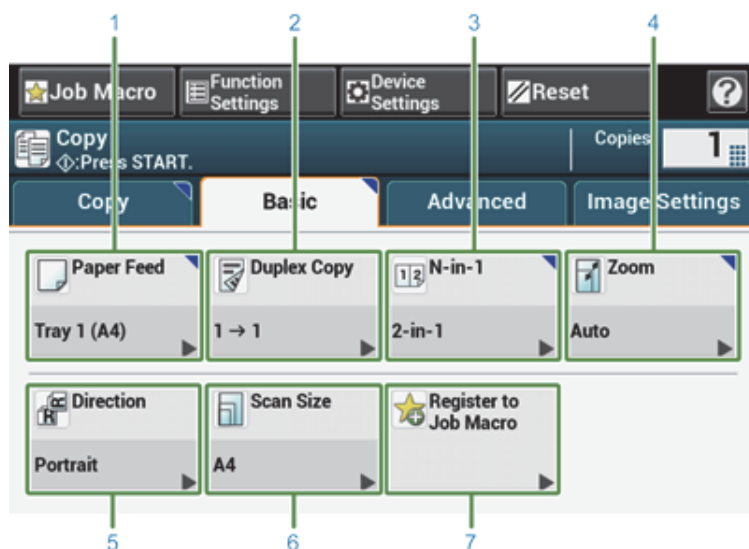 1 2 3 4
Job Macro Function Settings Device Settings Reset ?
Copy Copies 1
:Press START.
Copy Basic Advanced Image Settings
Paper Feed Duplex Copy N-in-1 Zoom
Tray 1 (A4) 1 → 1 2-in-1 Auto
Direction Scan Size Register to Job Macro
Portrait A4
5 6 7